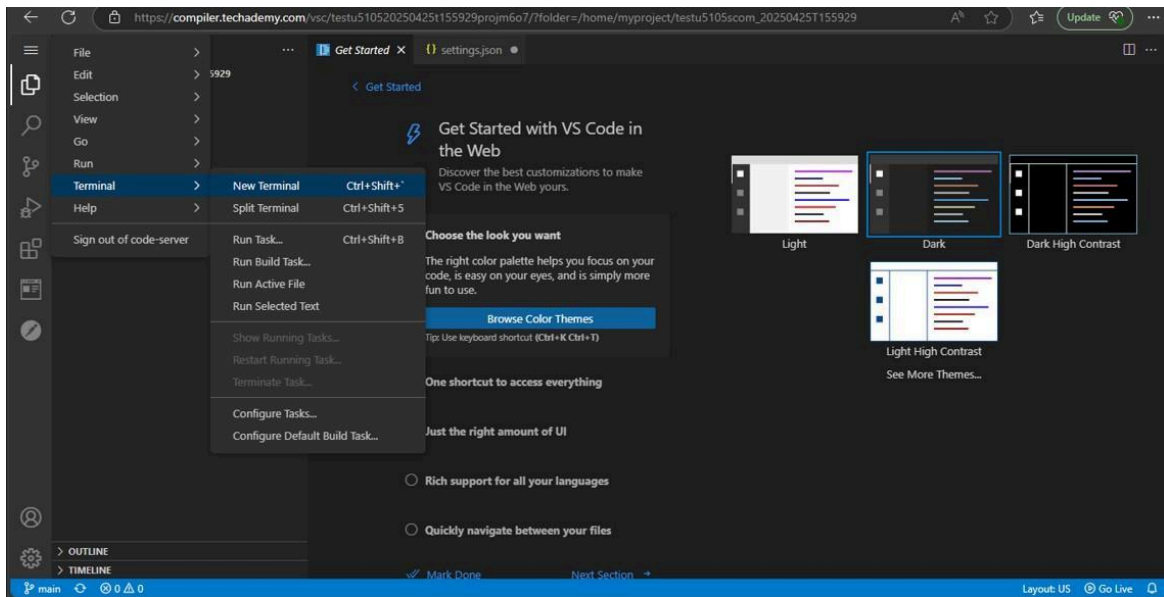 https://compiler.techademy.com/vsc/testu510520250425t155929projm6o7/?folder=/home/myproject/testu5105scom_20250425T155929
Update
File
Edit
Selection
View
Go
Run
Terminal
Help
Sign out of code-server
5929
New Terminal Ctrl+Shift+`
Split Terminal Ctrl+Shift+5
Run Task... Ctrl+Shift+B
Run Build Task...
Run Active File
Run Selected Text
Show Running Tasks...
Restart Running Task...
Terminate Task...
Configure Tasks...
Configure Default Build Task...
Get Started
{} settings.json
< Get Started
Get Started with VS Code in
the Web
Discover the best customizations to make
VS Code in the Web yours.
Choose the look you want
The right color palette helps you focus on your
code, is easy on your eyes, and is simply more
fun to use.
Browse Color Themes
Tip: Use keyboard shortcut (Ctrl+K Ctrl+T)
One shortcut to access everything
Just the right amount of UI
Rich support for all your languages
Quickly navigate between your files
Mark Done Next Section →
Light
Dark
Dark High Contrast
Light High Contrast
See More Themes...
> OUTLINE
> TIMELINE
main 0 0
Layout: US Go Live